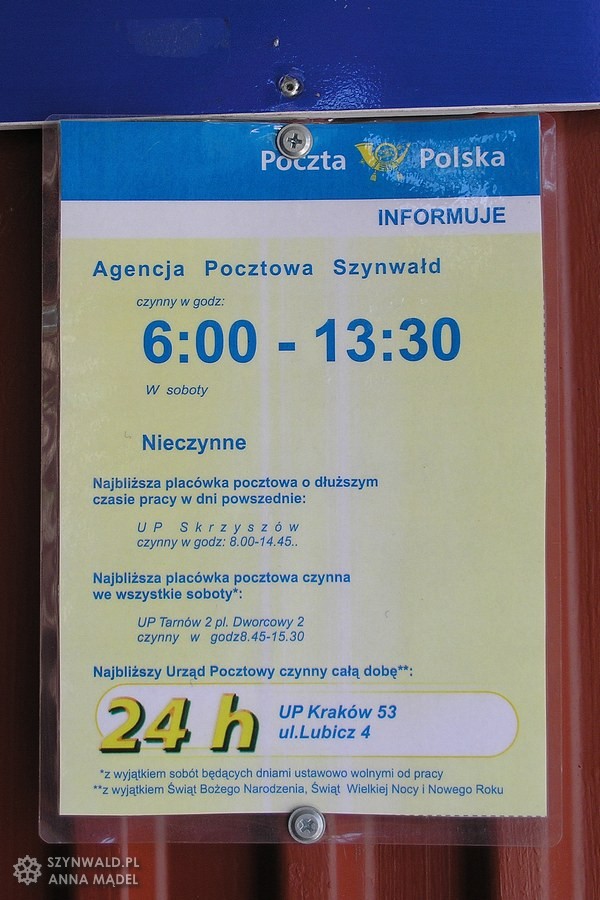 Poczta Polska
INFORMUJE
Agencja Pocztowa Szynwałd
czynny w godz:
6:00 - 13:30
W soboty
Nieczynne
Najbliższa placówka pocztowa o dłuższym
czasie pracy w dni powszednie:
UP Skrzyszów
czynny w godz: 8.00-14.45..
Najbliższa placówka pocztowa czynna
we wszystkie soboty*:
UP Tarnów 2 pl. Dworcowy 2
czynny w godz8.45-15.30
Najbliższy Urząd Pocztowy czynny całą dobę**:
24 h
UP Kraków 53
ul.Lubicz 4
*z wyjątkiem sobót będących dniami ustawowo wolnymi od pracy
**z wyjątkiem Świąt Bożego Narodzenia, Świąt Wielkiej Nocy i Nowego Roku
SZYNWALD.PL
ANNA MĄDEL